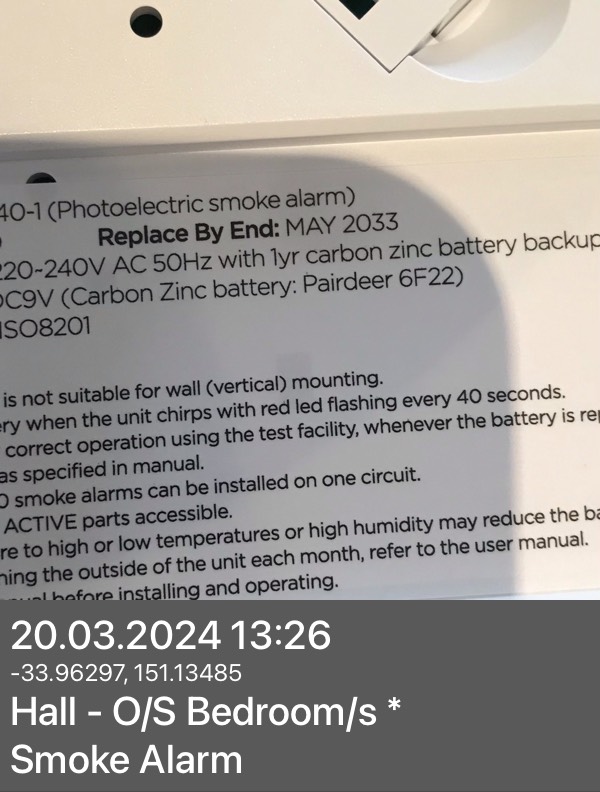 40-1 (Photoelectric smoke alarm)
Replace By End: MAY 2033
220~240V AC 50Hz with 1yr carbon zinc battery backup
DC9V (Carbon Zinc battery: Pairdeer 6F22)
ISO8201
is not suitable for wall (vertical) mounting.
ery when the unit chirps with red led flashing every 40 seconds.
correct operation using the test facility, whenever the battery is rep
as specified in manual.
0 smoke alarms can be installed on one circuit.
ACTIVE parts accessible.
re to high or low temperatures or high humidity may reduce the ba
ning the outside of the unit each month, refer to the user manual.
before installing and operating.
20.03.2024 13:26
-33.96297, 151.13485
Hall - O/S Bedroom/s *
Smoke Alarm